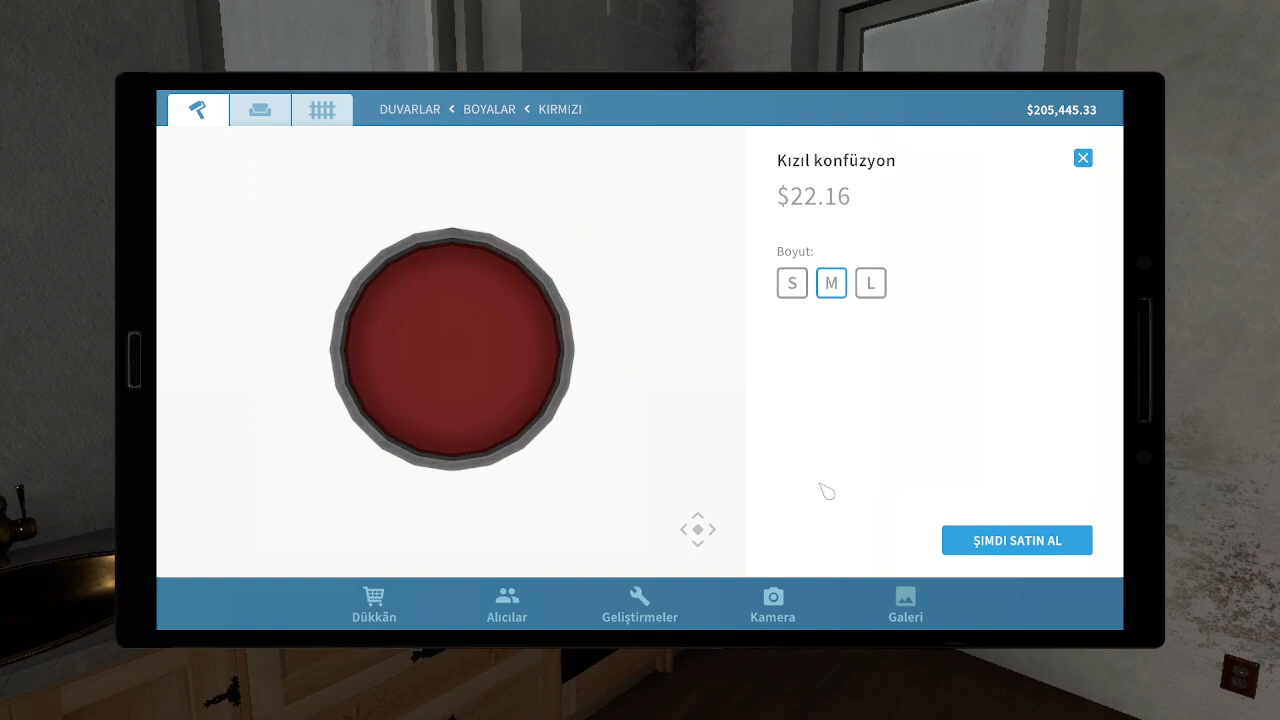 DUVARLAR < BOYALAR < KIRMIZI
$205,445.33
Kızıl konfüzyon
$22.16
Boyut:
S M L
ŞIMDI SATIN AL
Dükkân Alıcılar Geliştirmeler Kamera Galeri